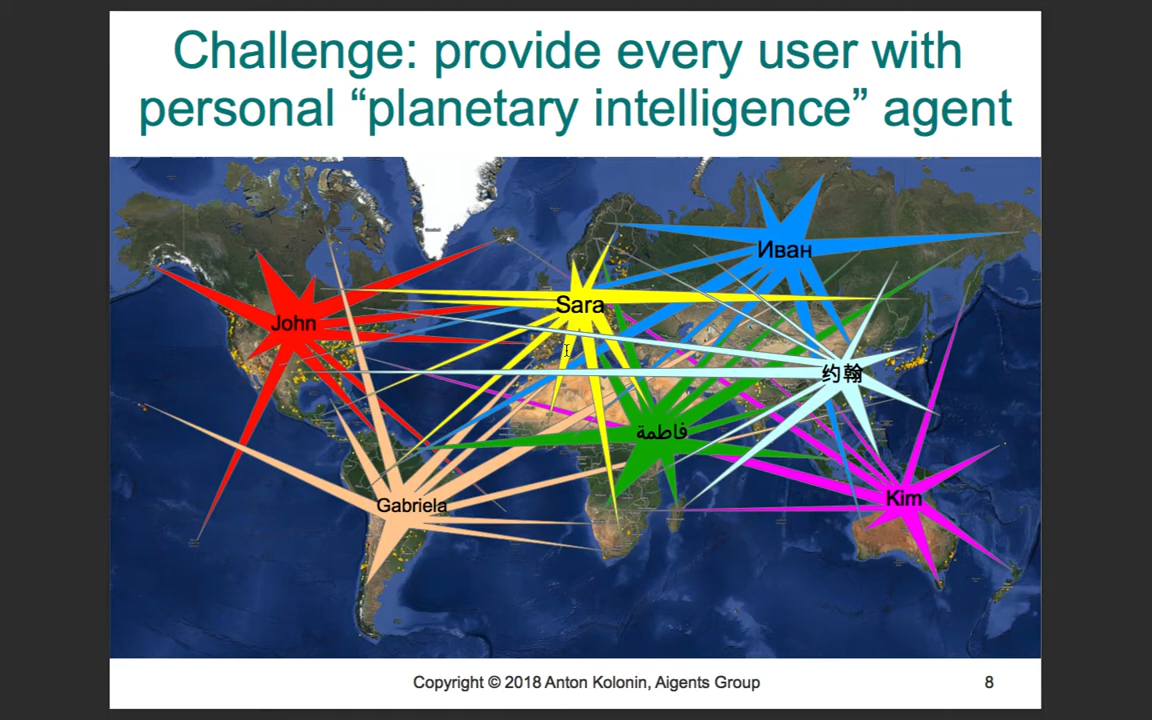 Challenge: provide every user with
personal “planetary intelligence” agent
Иван
Sara
John
约翰
فاطمة
Kim
Gabriela
Copyright © 2018 Anton Kolonin, Aigents Group
8